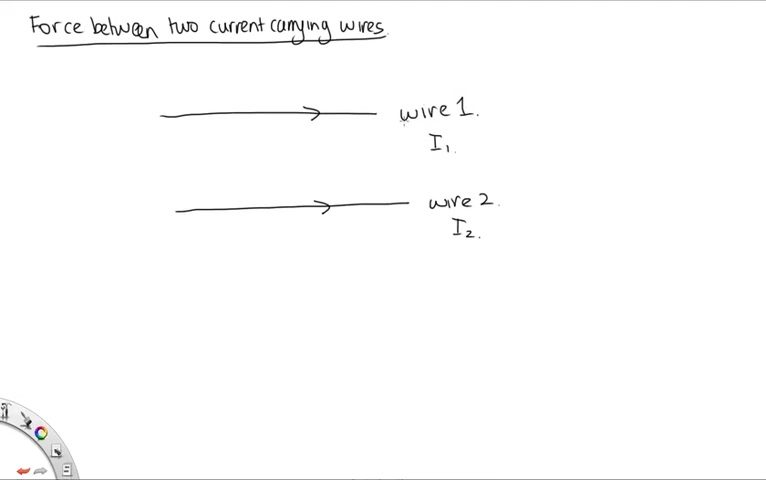 Force between two current carrying wires.
wire 1.
I₁.
wire 2.
I₂.